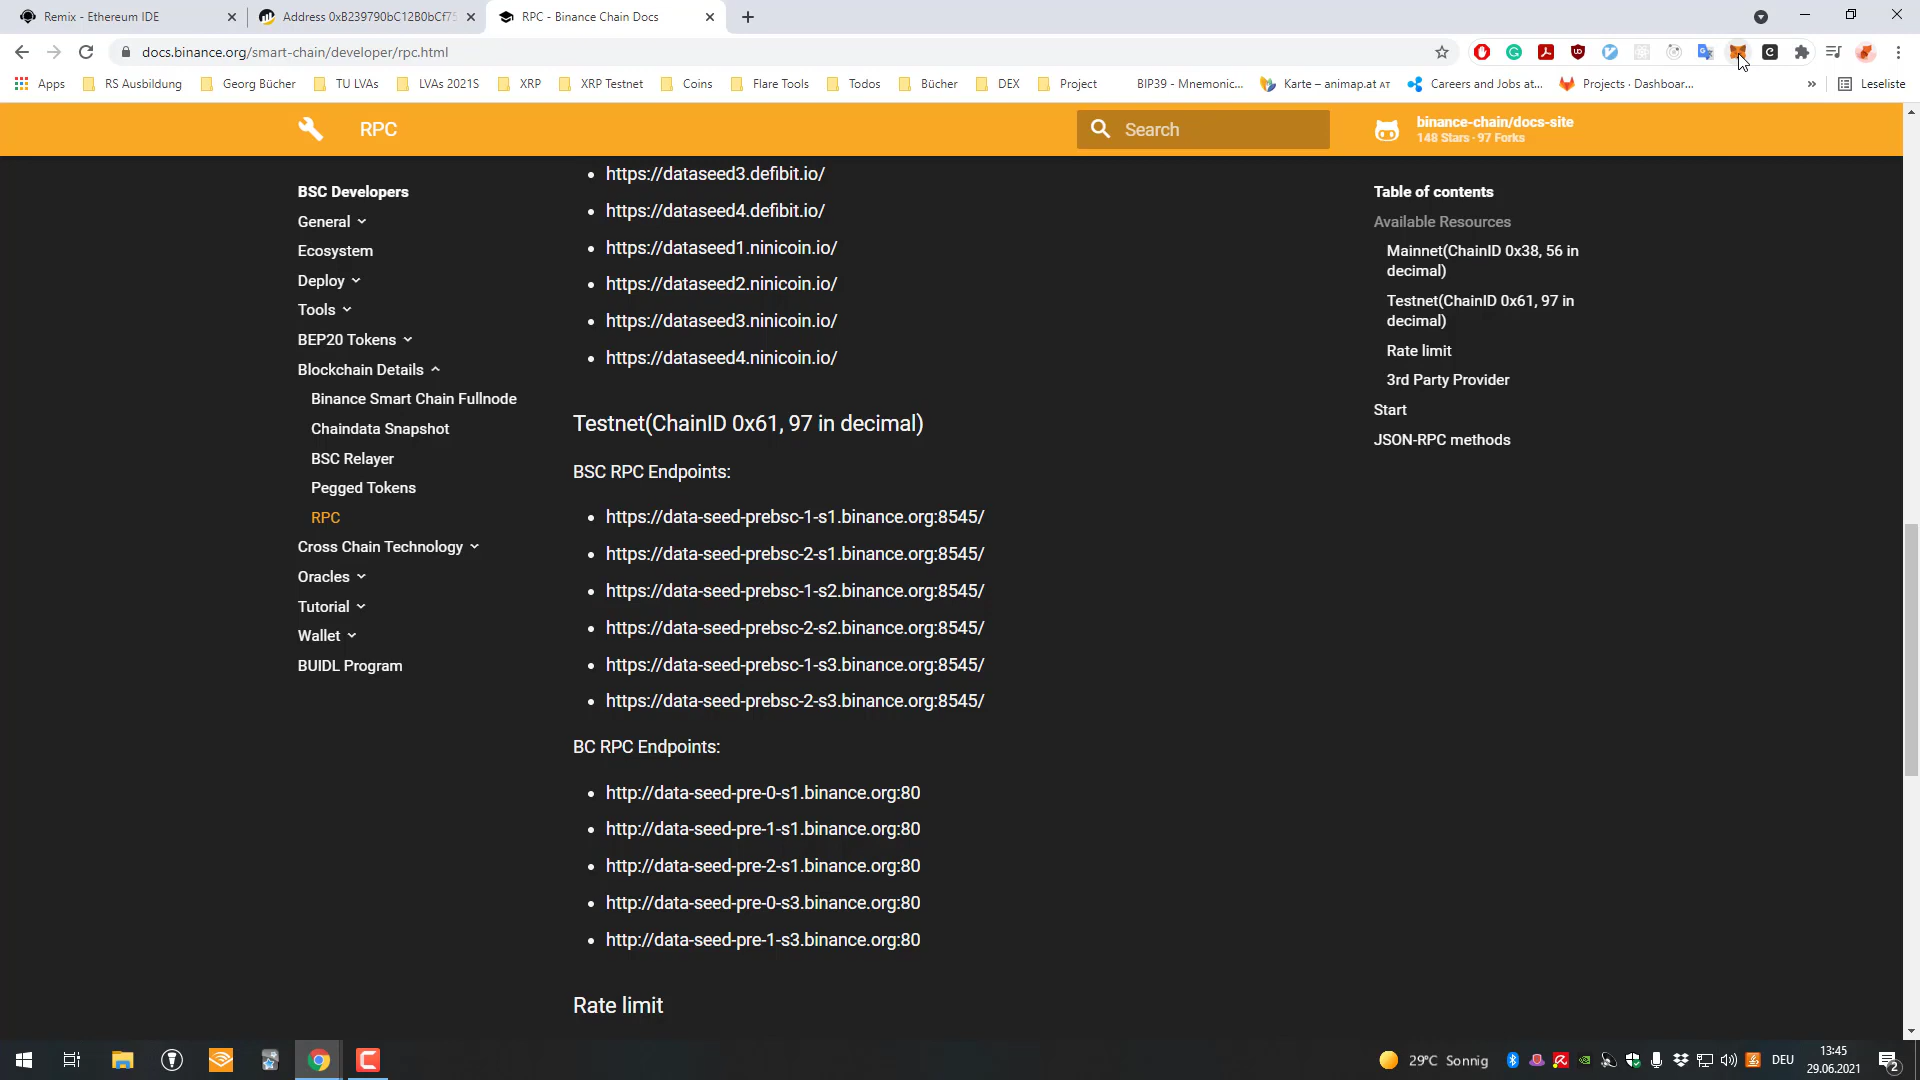 Remix - Ethereum IDE
Address 0xB239790bC12B0bCf75
RPC - Binance Chain Docs
docs.binance.org/smart-chain/developer/rpc.html
Apps
RS Ausbildung
Georg Bücher
TU LVAs
LVAs 2021S
XRP
XRP Testnet
Coins
Flare Tools
Todos
Bücher
DEX
Project
BIP39 - Mnemonic...
Karte – animap.at AT
Careers and Jobs at...
Projects · Dashboar...
»
Leseliste
RPC
Search
binance-chain/docs-site
148 Stars · 97 Forks
BSC Developers
General
Ecosystem
Deploy
Tools
BEP20 Tokens
Blockchain Details
Binance Smart Chain Fullnode
Chaindata Snapshot
BSC Relayer
Pegged Tokens
RPC
Cross Chain Technology
Oracles
Tutorial
Wallet
BUIDL Program
• https://dataseed3.defibit.io/
• https://dataseed4.defibit.io/
• https://dataseed1.ninicoin.io/
• https://dataseed2.ninicoin.io/
• https://dataseed3.ninicoin.io/
• https://dataseed4.ninicoin.io/
Testnet(ChainID 0x61, 97 in decimal)
BSC RPC Endpoints:
• https://data-seed-prebsc-1-s1.binance.org:8545/
• https://data-seed-prebsc-2-s1.binance.org:8545/
• https://data-seed-prebsc-1-s2.binance.org:8545/
• https://data-seed-prebsc-2-s2.binance.org:8545/
• https://data-seed-prebsc-1-s3.binance.org:8545/
• https://data-seed-prebsc-2-s3.binance.org:8545/
BC RPC Endpoints:
• http://data-seed-pre-0-s1.binance.org:80
• http://data-seed-pre-1-s1.binance.org:80
• http://data-seed-pre-2-s1.binance.org:80
• http://data-seed-pre-0-s3.binance.org:80
• http://data-seed-pre-1-s3.binance.org:80
Rate limit
Table of contents
Available Resources
Mainnet(ChainID 0x38, 56 in
decimal)
Testnet(ChainID 0x61, 97 in
decimal)
Rate limit
3rd Party Provider
Start
JSON-RPC methods
29°C Sonnig
DEU
13:45
29.06.2021
2